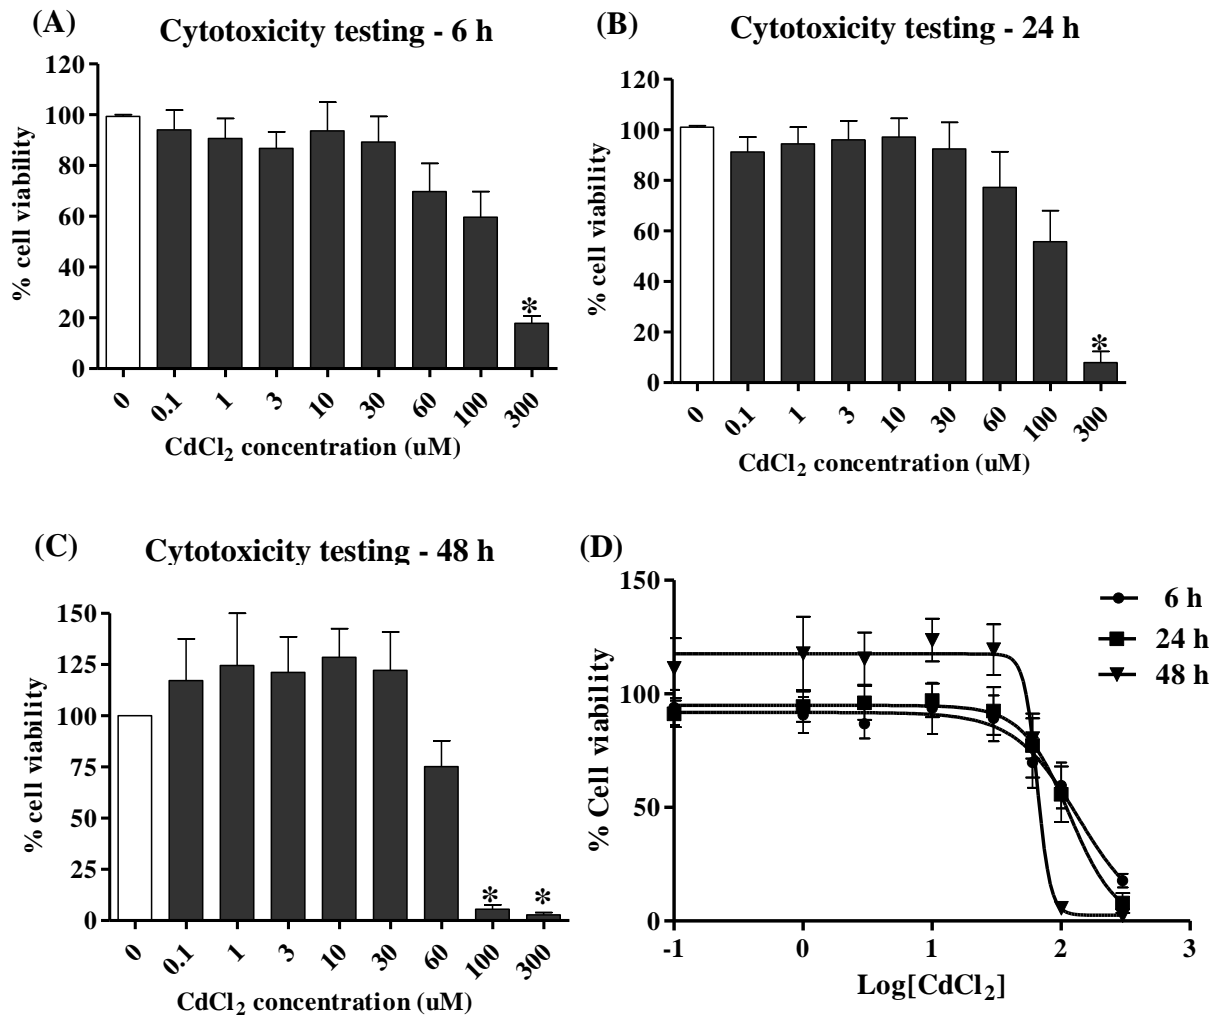 (A)
Cytotoxicity testing - 6 h
120
100
80
60
40
20
0
% cell viability
0 0.1 1 3 10 30 60 100 300
*
CdCl2 concentration (uM)
(B)
Cytotoxicity testing - 24 h
120
100
80
60
40
20
0
% cell viability
0 0.1 1 3 10 30 60 100 300
*
CdCl2 concentration (uM)
(C)
Cytotoxicity testing - 48 h
150
125
100
75
50
25
0
% cell viability
* *
0 0.1 1 3 10 30 60 100 300
CdCl2 concentration (uM)
(D)
150
100
50
0
% Cell viability
6 h
24 h
48 h
-1 0 1 2 3
Log[CdCl2]